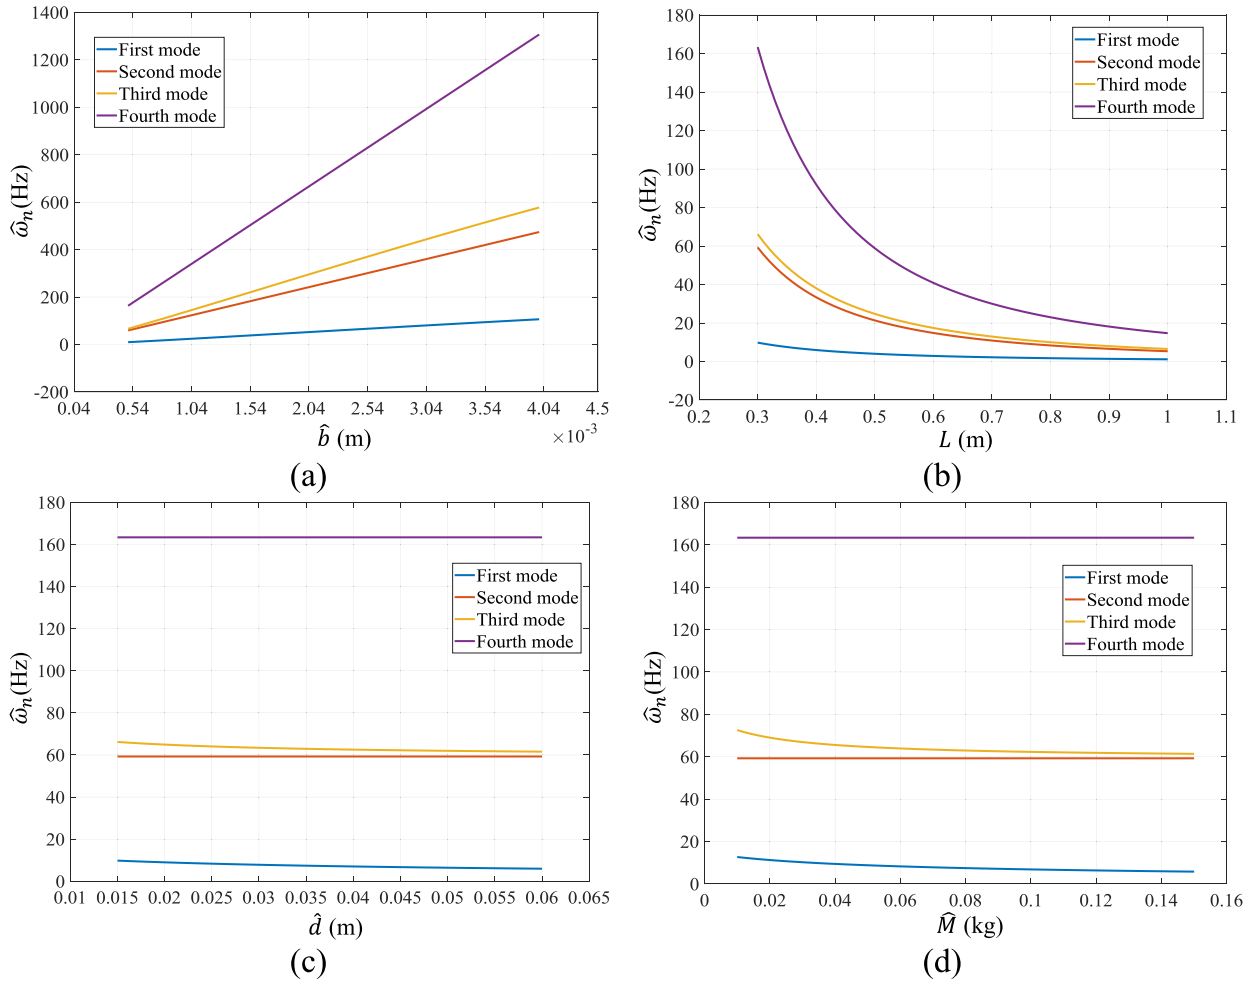 1400
1200
1000
800
600
400
200
0
-200
0.04 0.54 1.04 1.54 2.04 2.54 3.04 3.54 4.04 4.5
×10⁻³
First mode
Second mode
Third mode
Fourth mode
ω̂ₙ(Hz)
b̂ (m)
(a)
180
160
140
120
100
80
60
40
20
0
-20
0.2 0.3 0.4 0.5 0.6 0.7 0.8 0.9 1 1.1
First mode
Second mode
Third mode
Fourth mode
ω̂ₙ(Hz)
L (m)
(b)
180
160
140
120
100
80
60
40
20
0
0.01 0.015 0.02 0.025 0.03 0.035 0.04 0.045 0.05 0.055 0.06 0.065
First mode
Second mode
Third mode
Fourth mode
ω̂ₙ(Hz)
d̂ (m)
(c)
180
160
140
120
100
80
60
40
20
0
0 0.02 0.04 0.06 0.08 0.1 0.12 0.14 0.16
First mode
Second mode
Third mode
Fourth mode
ω̂ₙ(Hz)
M̂ (kg)
(d)